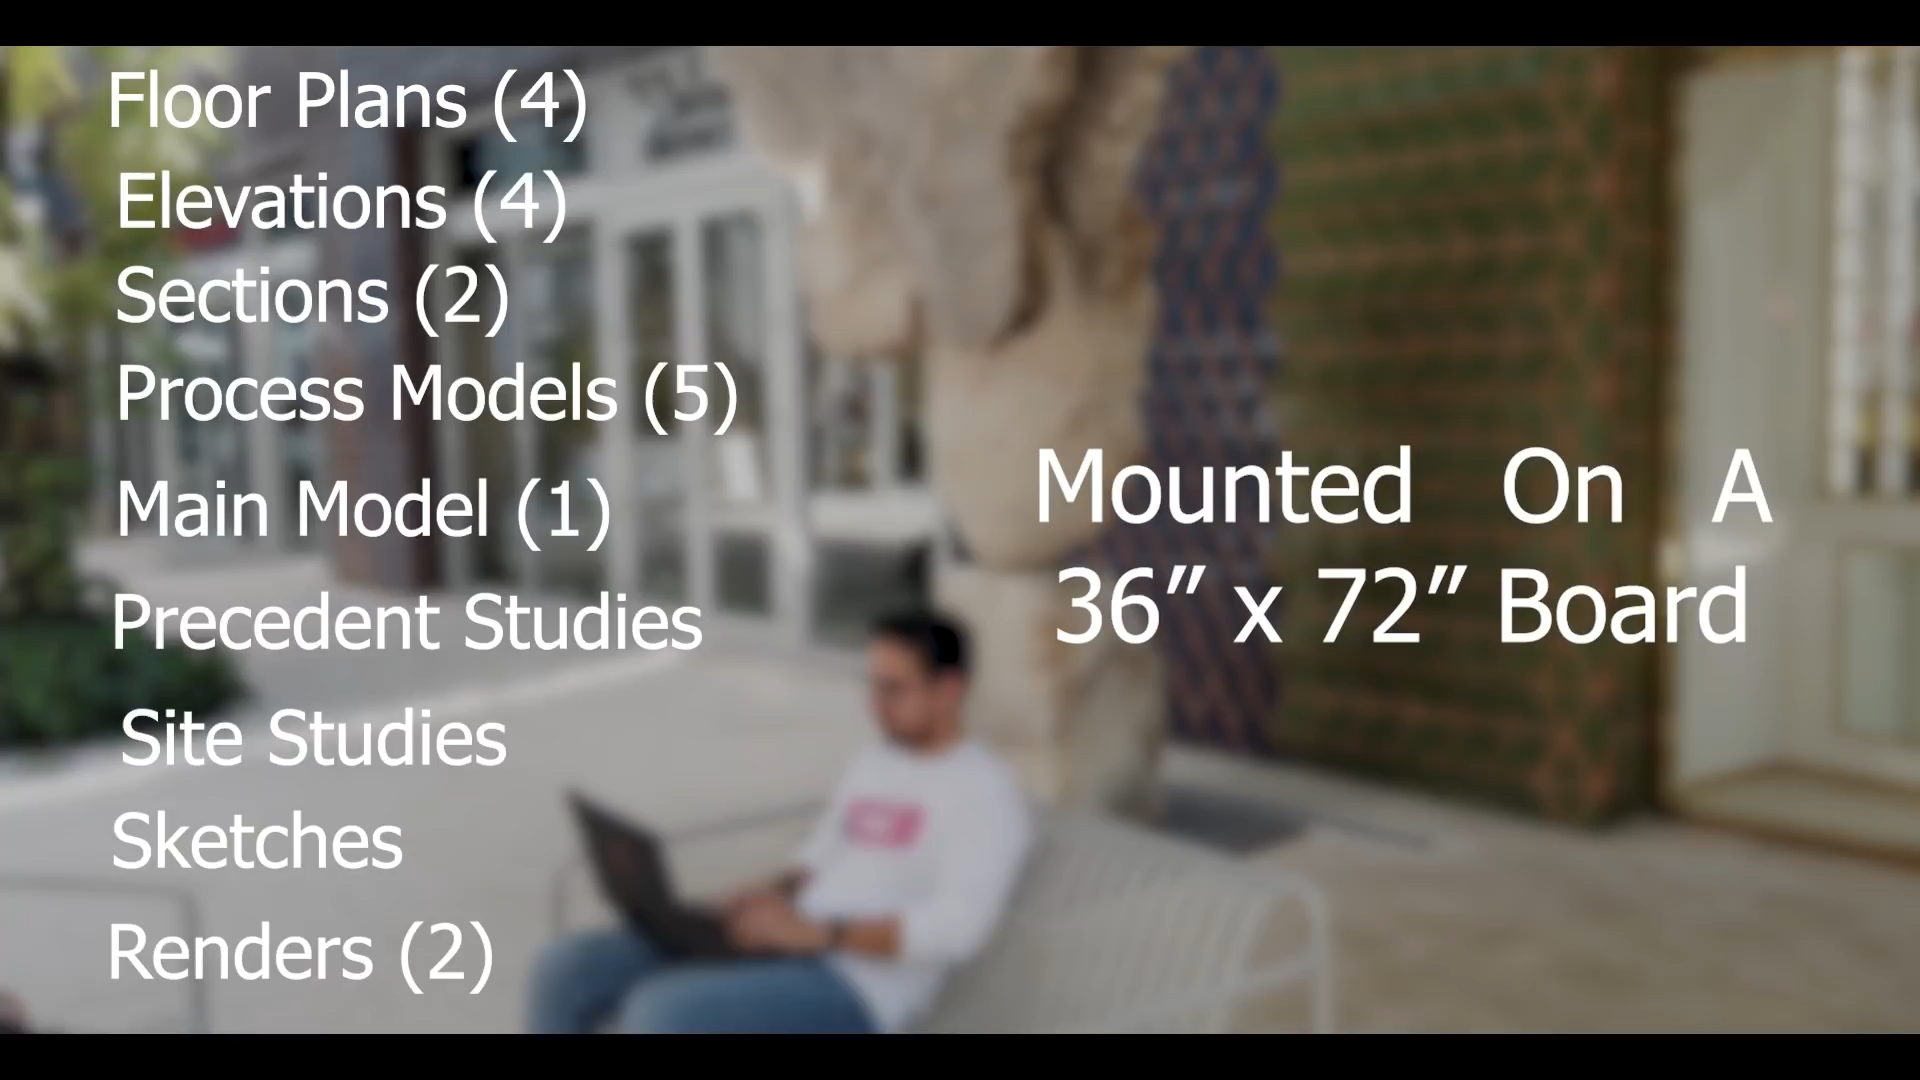 Floor Plans (4)
Elevations (4)
Sections (2)
Process Models (5)
Main Model (1)
Precedent Studies
Site Studies
Sketches
Renders (2)
Mounted On A
36” x 72” Board